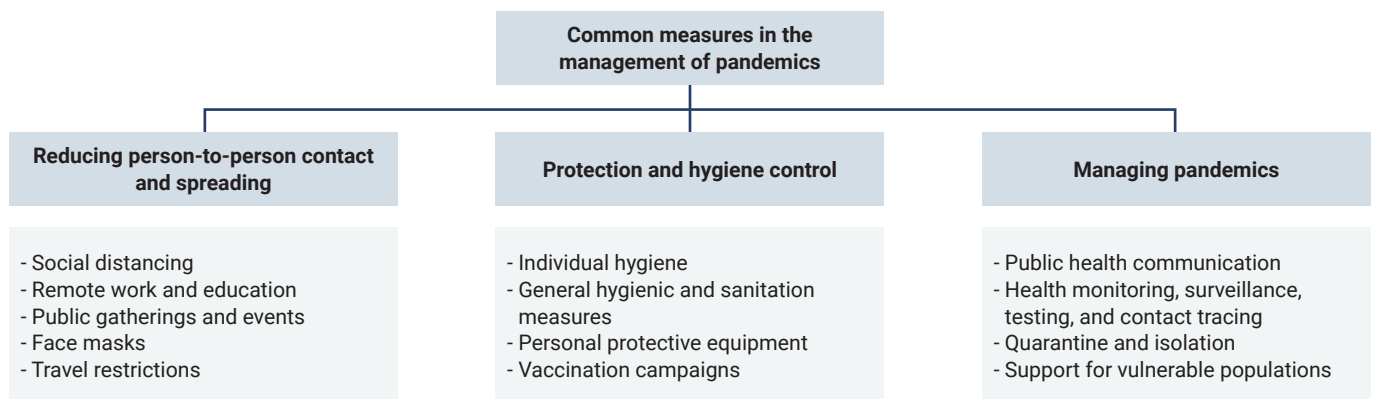 Common measures in the
management of pandemics
Reducing person-to-person contact
and spreading
- Social distancing
- Remote work and education
- Public gatherings and events
- Face masks
- Travel restrictions
Protection and hygiene control
- Individual hygiene
- General hygienic and sanitation
measures
- Personal protective equipment
- Vaccination campaigns
Managing pandemics
- Public health communication
- Health monitoring, surveillance,
testing, and contact tracing
- Quarantine and isolation
- Support for vulnerable populations